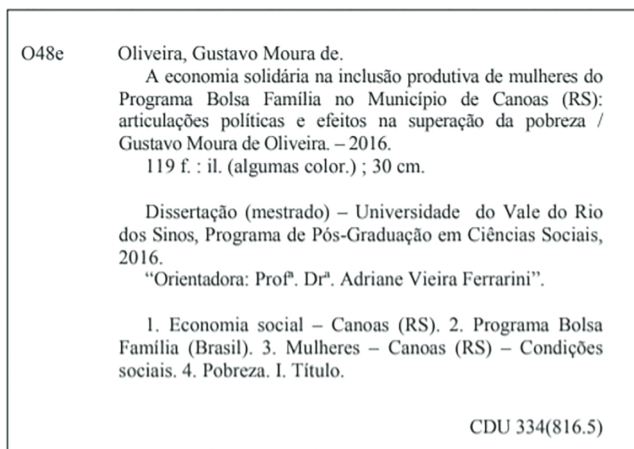 O48e Oliveira, Gustavo Moura de.
A economia solidária na inclusão produtiva de mulheres do
Programa Bolsa Família no Município de Canoas (RS):
articulações políticas e efeitos na superação da pobreza /
Gustavo Moura de Oliveira. – 2016.
119 f. : il. (algumas color.) ; 30 cm.
Dissertação (mestrado) – Universidade do Vale do Rio
dos Sinos, Programa de Pós-Graduação em Ciências Sociais,
2016.
“Orientadora: Profª. Drª. Adriane Vieira Ferrarini”.
1. Economia social – Canoas (RS). 2. Programa Bolsa
Família (Brasil). 3. Mulheres – Canoas (RS) – Condições
sociais. 4. Pobreza. I. Título.
CDU 334(816.5)